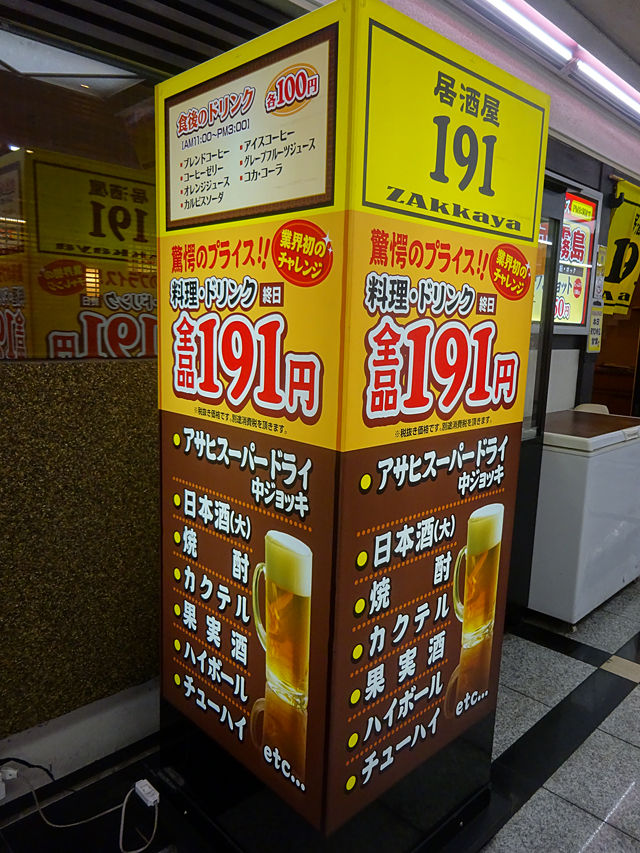 食後のドリンク
各100円
[AM11:00〜PM3:00]
・ブレンドコーヒー
・コーヒーゼリー
・オレンジジュース
・カルピスソーダ
・アイスコーヒー
・グレープフルーツジュース
・コカ・コーラ
驚愕のプライス!!
業界初の
チャレンジ
料理・ドリンク 終日
全品191円
※税抜き価格です。別途消費税を頂きます。
アサヒスーパードライ
中ジョッキ
日本酒(大)
焼酎
カクテル
果実酒
ハイボール
チューハイ
etc...
居酒屋
191
ZAKKaya
驚愕のプライス!!
業界初の
チャレンジ
料理・ドリンク 終日
全品191円
※税抜き価格です。別途消費税を頂きます。
アサヒスーパードライ
中ジョッキ
日本酒(大)
焼酎
カクテル
果実酒
ハイボール
チューハイ
etc...
霧島